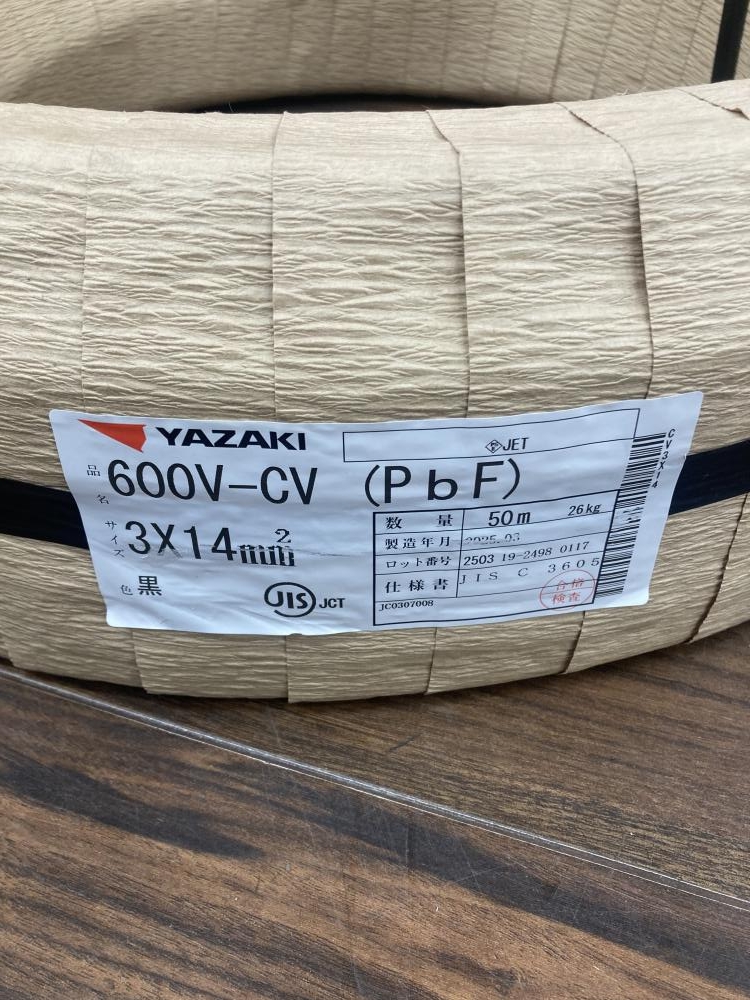 YAZAKI
JET
品名 600V-CV (PbF)
サイズ 3X14mm2
色 黒
JIS JCT
数量 50m 26kg
製造年月 2025.03
ロット番号 2503 19-2498 0117
仕様書 JIS C 3605
合格
検査
JC0307008
CV3X14